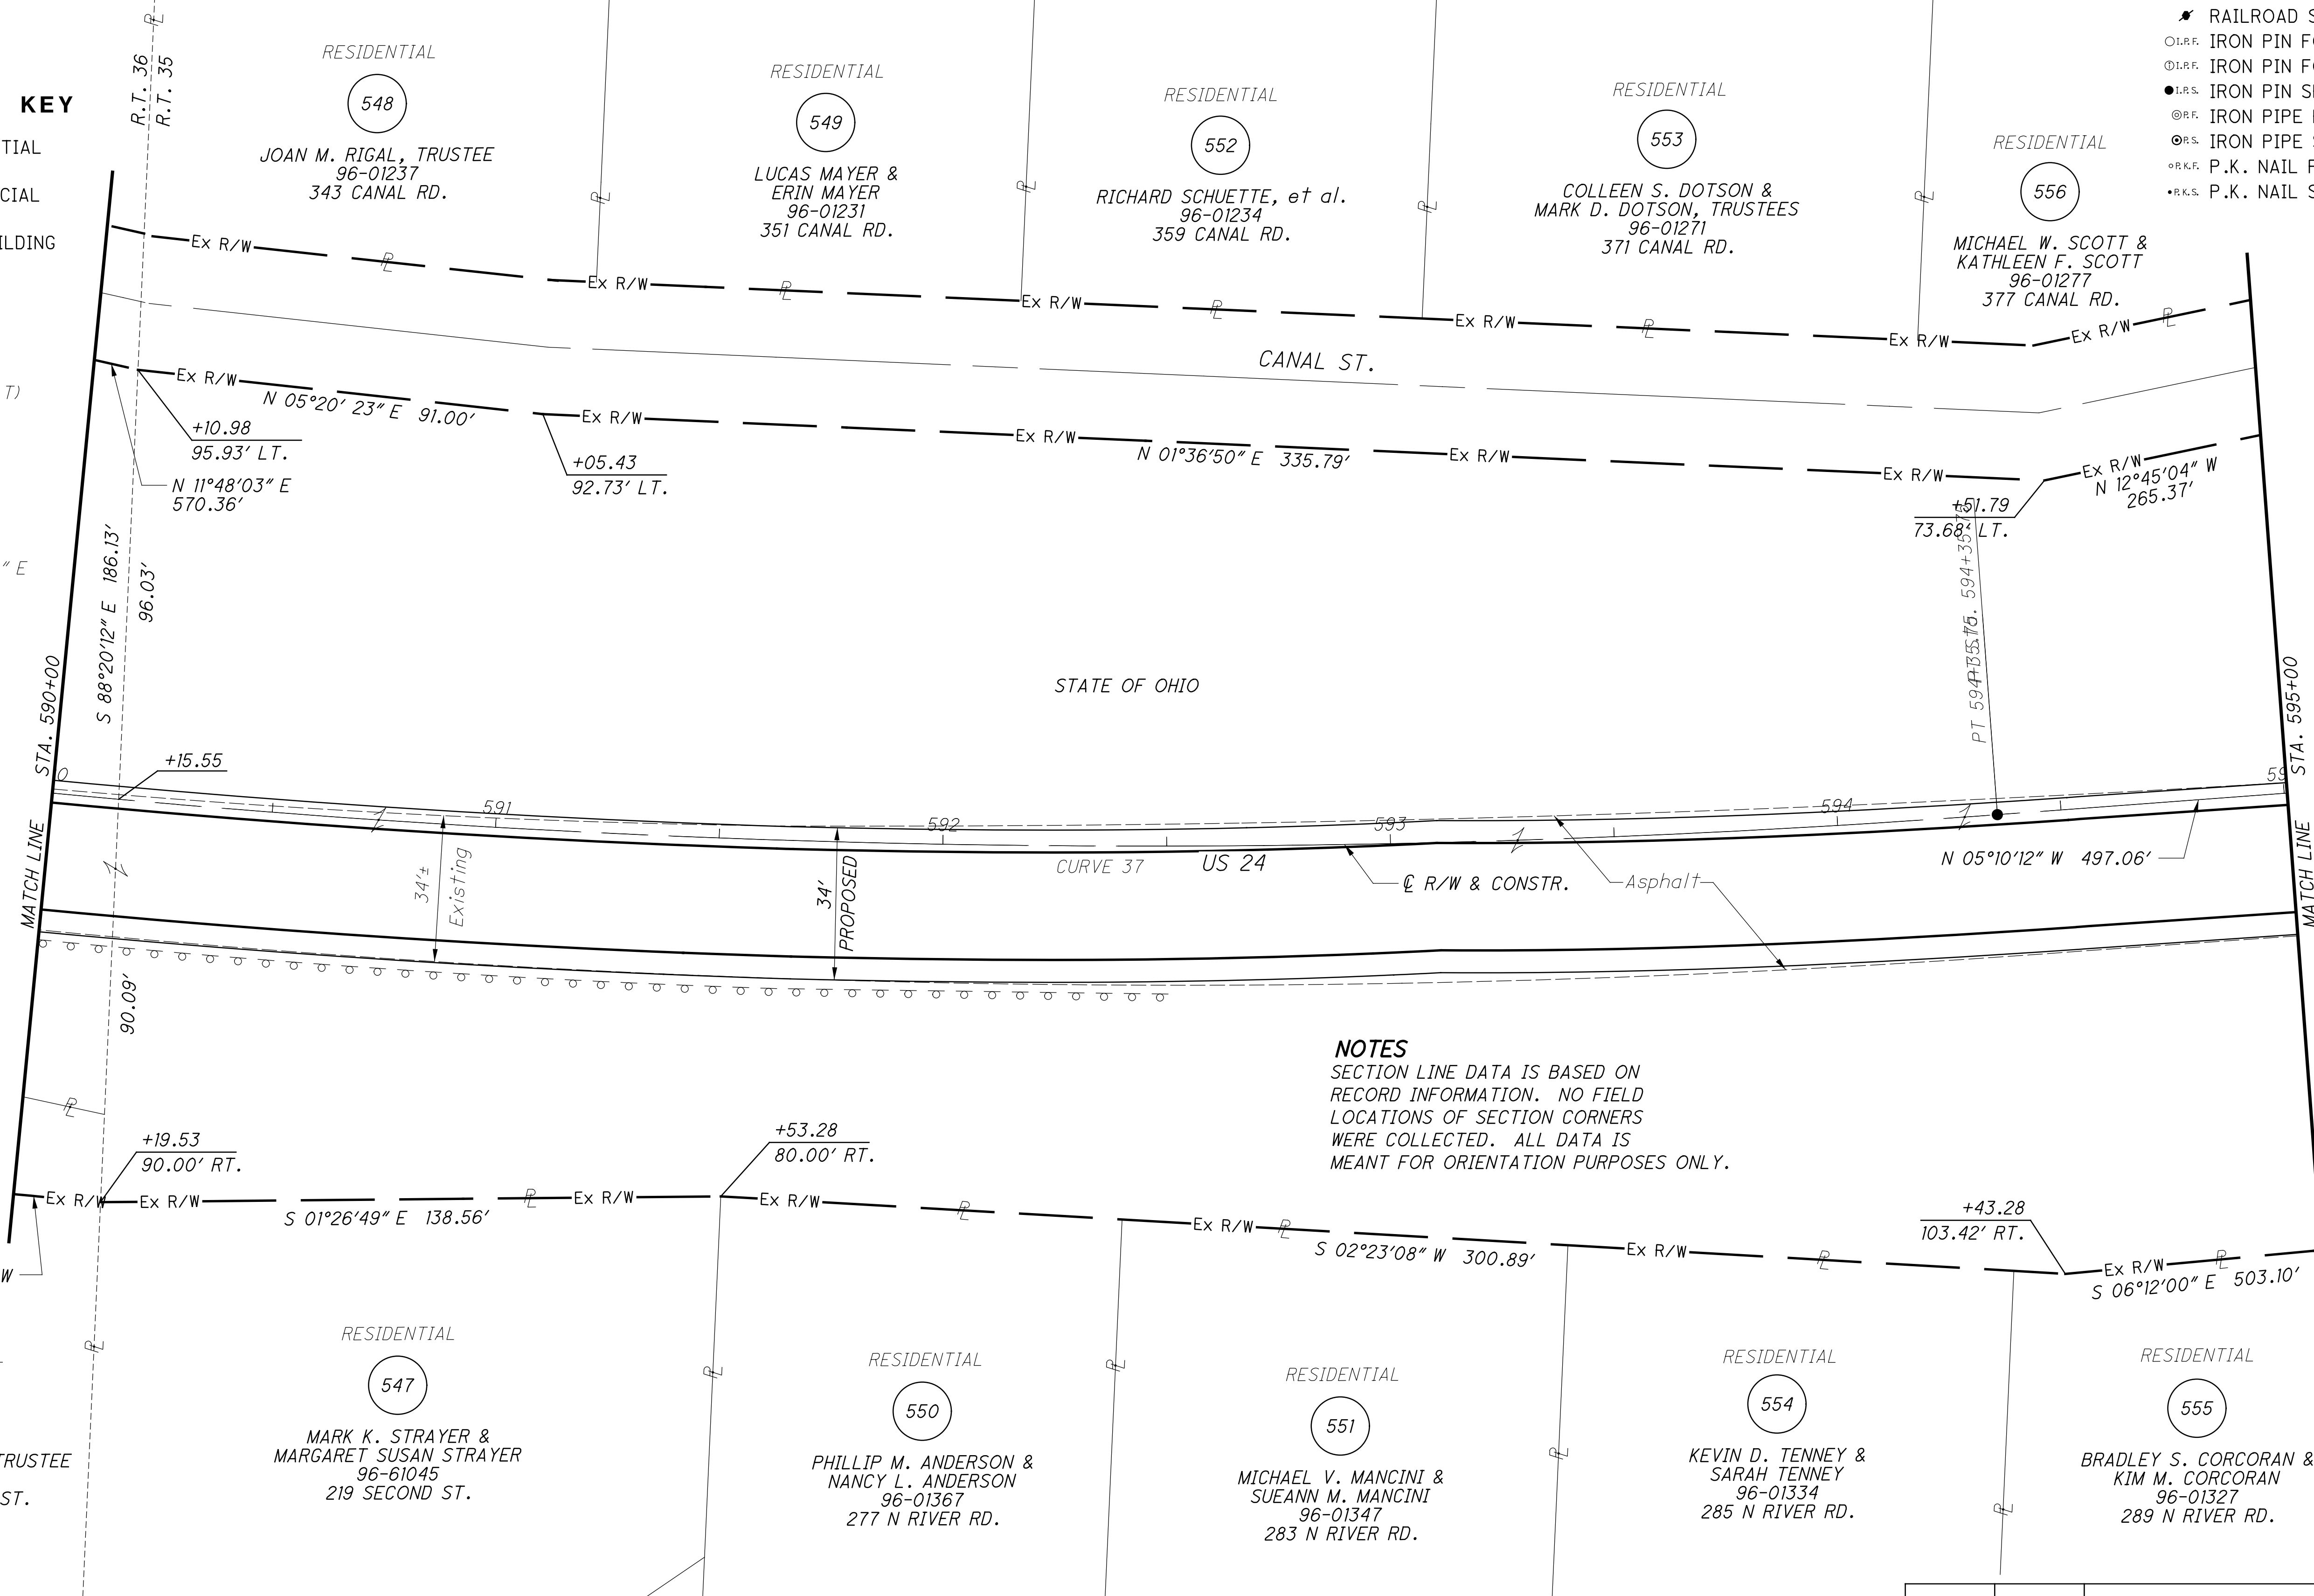 KEY
TIAL
CIAL
ILDING
T)
" E
R.T. 36
R.T. 35
RESIDENTIAL
548
JOAN M. RIGAL, TRUSTEE
96-01237
343 CANAL RD.
RESIDENTIAL
549
LUCAS MAYER &
ERIN MAYER
96-01231
351 CANAL RD.
RESIDENTIAL
552
RICHARD SCHUETTE, et al.
96-01234
359 CANAL RD.
RESIDENTIAL
553
COLLEEN S. DOTSON &
MARK D. DOTSON, TRUSTEES
96-01271
371 CANAL RD.
RESIDENTIAL
556
MICHAEL W. SCOTT &
KATHLEEN F. SCOTT
96-01277
377 CANAL RD.
RAILROAD S
I.P.F. IRON PIN F
I.P.F. IRON PIN F
I.P.S. IRON PIN S
P.F. IRON PIPE
P.S. IRON PIPE
P.K.F. P.K. NAIL F
P.K.S. P.K. NAIL S
Ex R/W
Ex R/W
Ex R/W
Ex R/W
Ex R/W
Ex R/W
CANAL ST.
Ex R/W
Ex R/W
Ex R/W
Ex R/W
Ex R/W
Ex R/W
N 05°20' 23" E 91.00'
+10.98
95.93' LT.
N 11°48'03" E
570.36'
+05.43
92.73' LT.
N 01°36'50" E 335.79'
+51.79
73.68' LT.
N 12°45'04" W
265.37'
S 88°20'12" E 186.13'
96.03'
STATE OF OHIO
PT 594+35.75
P.T. Sta. 594+35.75
MATCH LINE STA. 590+00
MATCH LINE STA. 595+00
0
+15.55
591
592
593
594
59
34'±
Existing
34'
PROPOSED
CURVE 37
US 24
℄ R/W & CONSTR.
Asphalt
N 05°10'12" W 497.06'
90.09'
NOTES
SECTION LINE DATA IS BASED ON
RECORD INFORMATION. NO FIELD
LOCATIONS OF SECTION CORNERS
WERE COLLECTED. ALL DATA IS
MEANT FOR ORIENTATION PURPOSES ONLY.
+19.53
90.00' RT.
+53.28
80.00' RT.
+43.28
103.42' RT.
Ex R/W
Ex R/W
Ex R/W
Ex R/W
Ex R/W
Ex R/W
Ex R/W
S 01°26'49" E 138.56'
S 02°23'08" W 300.89'
S 06°12'00" E 503.10'
W
RESIDENTIAL
547
MARK K. STRAYER &
MARGARET SUSAN STRAYER
96-61045
219 SECOND ST.
RESIDENTIAL
550
PHILLIP M. ANDERSON &
NANCY L. ANDERSON
96-01367
277 N RIVER RD.
RESIDENTIAL
551
MICHAEL V. MANCINI &
SUEANN M. MANCINI
96-01347
283 N RIVER RD.
RESIDENTIAL
554
KEVIN D. TENNEY &
SARAH TENNEY
96-01334
285 N RIVER RD.
RESIDENTIAL
555
BRADLEY S. CORCORAN &
KIM M. CORCORAN
96-01327
289 N RIVER RD.
TRUSTEE
ST.